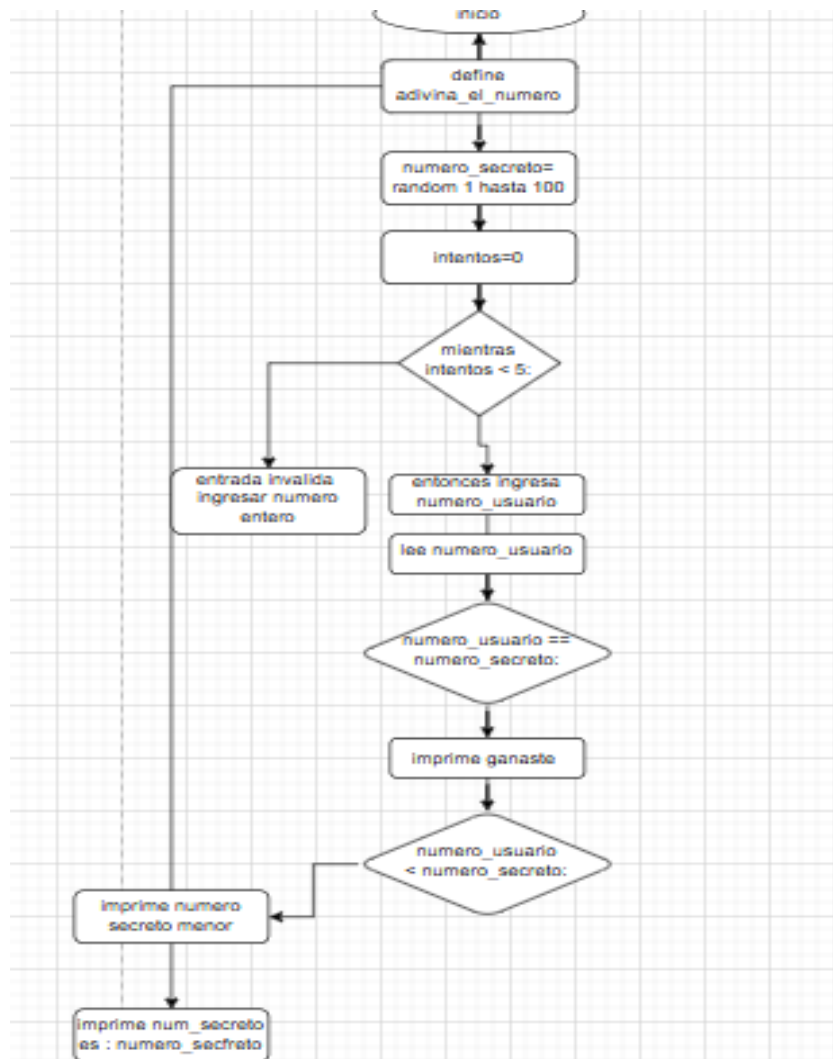 inicio
define
adivina_el_numero
numero_secreto=
random 1 hasta 100
intentos=0
mientras
intentos < 5:
entrada invalida
ingresar numero
entero
entonces ingresa
numero_usuario
lee numero_usuario
numero_usuario ==
numero_secreto:
imprime ganaste
numero_usuario
< numero_secreto:
imprime numero
secreto menor
imprime num_secreto
es : numero_secfreto